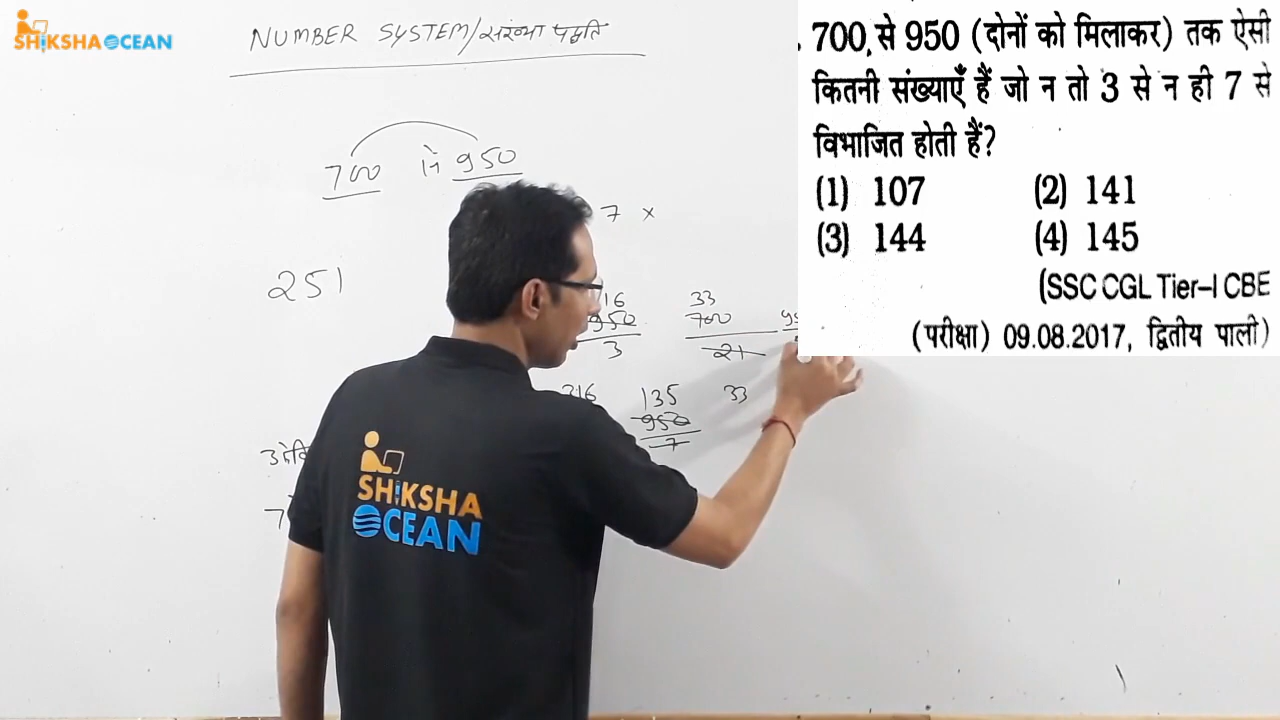 SHIKSHA OCEAN
NUMBER SYSTEM/संख्या पद्धति
700 से 950
7 ×
251
16
950
3
33
700
21
316
135
950
7
33
SHIKSHA
OCEAN
700 से 950 (दोनों को मिलाकर) तक ऐसी
कितनी संख्याएँ हैं जो न तो 3 से न ही 7 से
विभाजित होती हैं?
(1) 107 (2) 141
(3) 144 (4) 145
(SSC CGL Tier–I CBE
(परीक्षा) 09.08.2017, द्वितीय पाली)